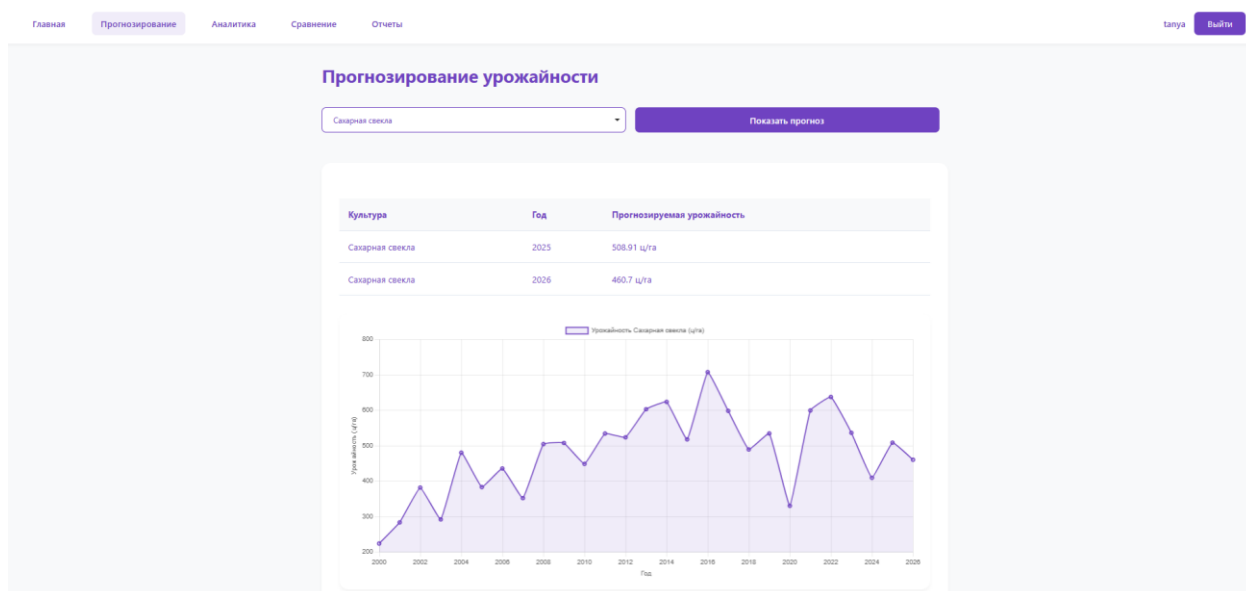 Главная Прогнозирование Аналитика Сравнение Отчеты tanya Выйти
Прогнозирование урожайности
Сахарная свекла Показать прогноз
Культура Год Прогнозируемая урожайность
Сахарная свекла 2025 508.91 ц/га
Сахарная свекла 2026 460.7 ц/га
Урожайность Сахарная свекла (ц/га)
800
700
600
500
400
300
200
Урожайность (ц/га)
2000 2002 2004 2006 2008 2010 2012 2014 2016 2018 2020 2022 2024 2026
Год